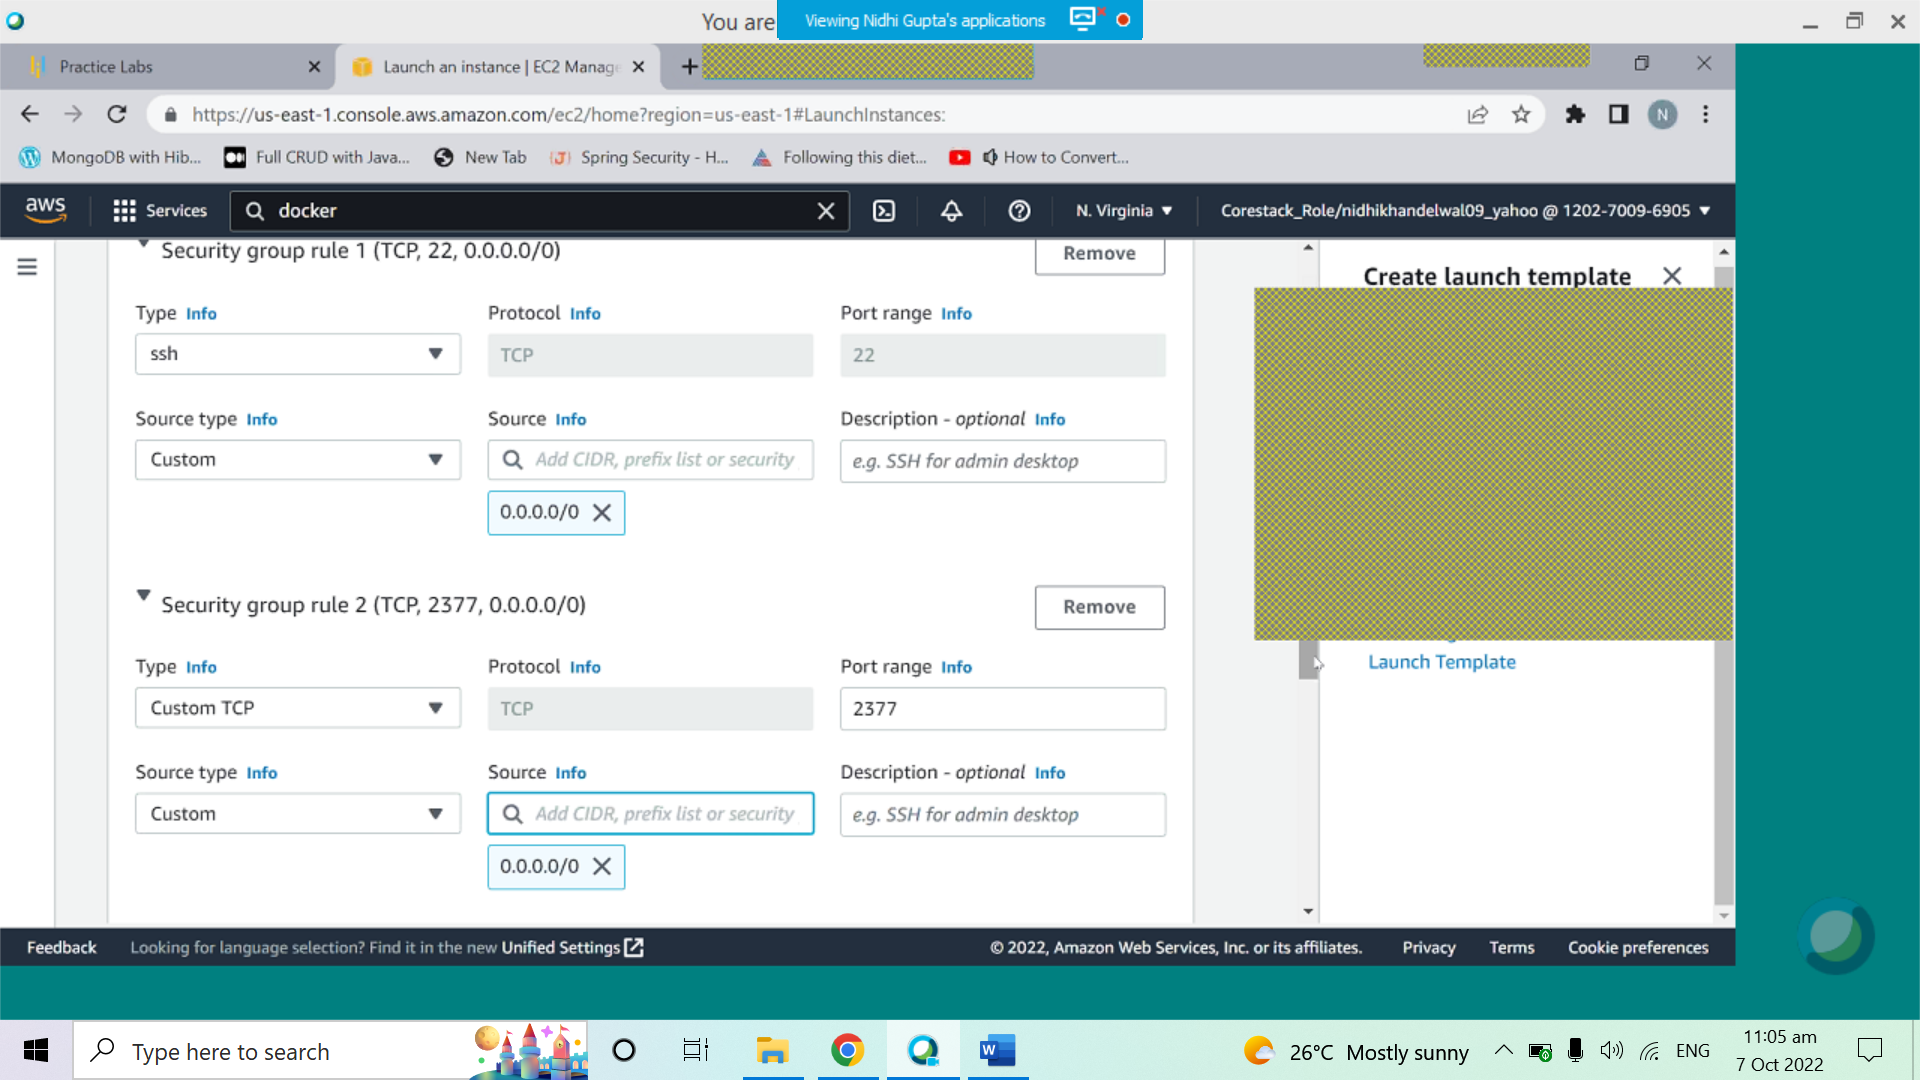 You are
Viewing Nidhi Gupta's applications
Practice Labs
Launch an instance | EC2 Manage
https://us-east-1.console.aws.amazon.com/ec2/home?region=us-east-1#LaunchInstances:
N
MongoDB with Hib...
Full CRUD with Java...
New Tab
Spring Security - H...
Following this diet...
How to Convert...
aws
Services
docker
N. Virginia
Corestack_Role/nidhikhandelwal09_yahoo @ 1202-7009-6905
Security group rule 1 (TCP, 22, 0.0.0.0/0)
Remove
Create launch template
Type Info
Protocol Info
Port range Info
ssh
TCP
22
Source type Info
Source Info
Description - optional Info
Custom
Add CIDR, prefix list or security
e.g. SSH for admin desktop
0.0.0.0/0
Security group rule 2 (TCP, 2377, 0.0.0.0/0)
Remove
Launch Template
Type Info
Protocol Info
Port range Info
Custom TCP
TCP
2377
Source type Info
Source Info
Description - optional Info
Custom
Add CIDR, prefix list or security
e.g. SSH for admin desktop
0.0.0.0/0
Feedback
Looking for language selection? Find it in the new Unified Settings
© 2022, Amazon Web Services, Inc. or its affiliates.
Privacy
Terms
Cookie preferences
Type here to search
26°C Mostly sunny
ENG
11:05 am
7 Oct 2022